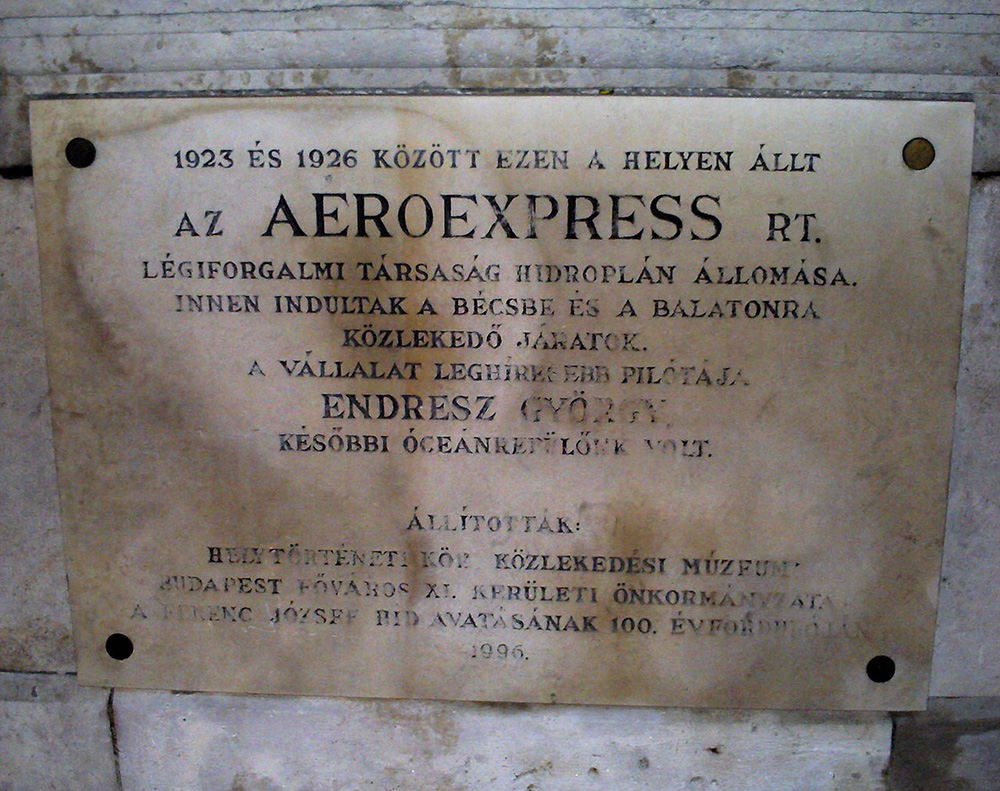 1923 ÉS 1926 KÖZÖTT EZEN A HELYEN ÁLLT
AZ AEROEXPRESS RT.
LÉGIFORGALMI TÁRSASÁG HIDROPLÁN ÁLLOMÁSA.
INNEN INDULTAK A BÉCSBE ÉS A BALATONRA
KÖZLEKEDŐ JÁRATOK.
A VÁLLALAT LEGHÍRESEBB PILÓTÁJA
ENDRESZ GYÖRGY,
KÉSŐBBI ÓCEÁNREPÜLŐNK VOLT.
ÁLLÍTOTTÁK:
HELYTÖRTÉNETI KÖR KÖZLEKEDÉSI MÚZEUM
BUDAPEST FŐVÁROS XI. KERÜLETI ÖNKORMÁNYZATA
A FERENC JÓZSEF HID AVATÁSÁNAK 100. ÉVFORDULÓJÁN
1996.